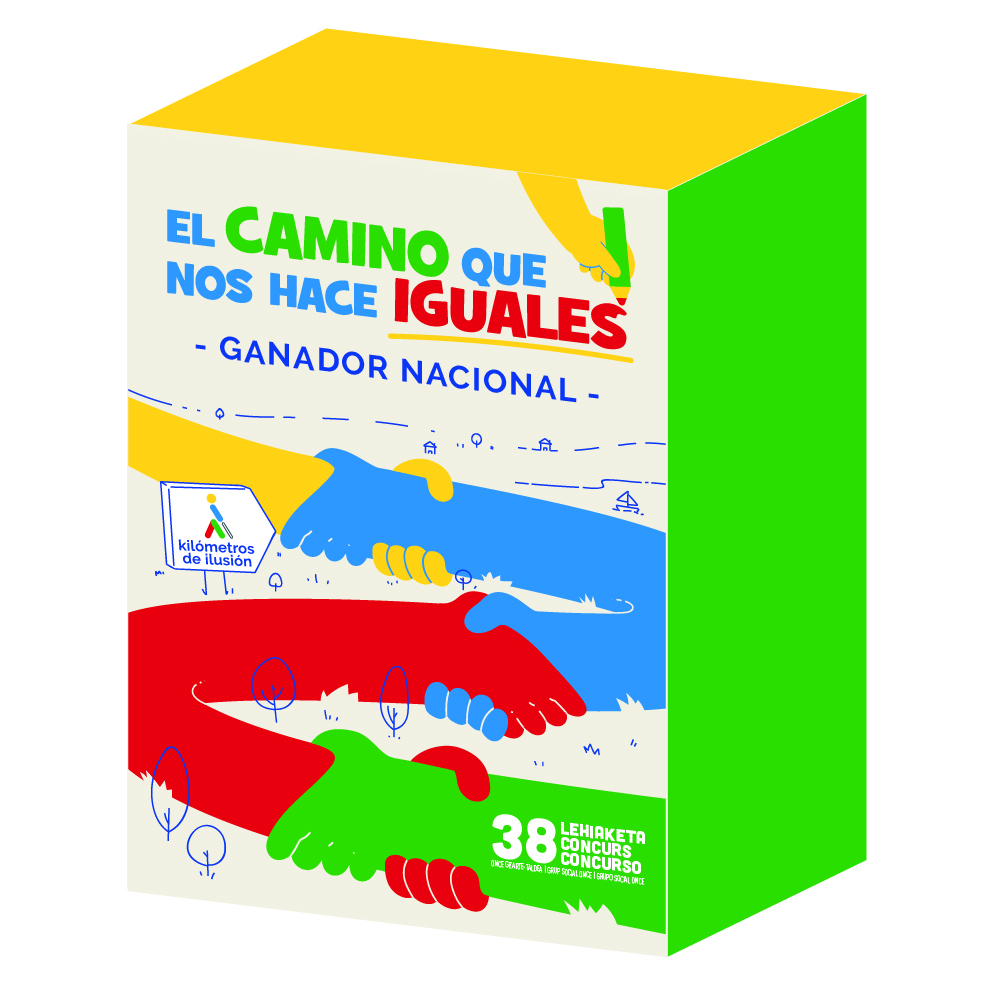 EL CAMINO QUE
NOS HACE IGUALES
- GANADOR NACIONAL -
kilómetros
de ilusión
38 LEHIAKETA
CONCURS
CONCURSO
ONCE GIZARTE-TALDEA | GRUP SOCIAL ONCE | GRUPO SOCIAL ONCE